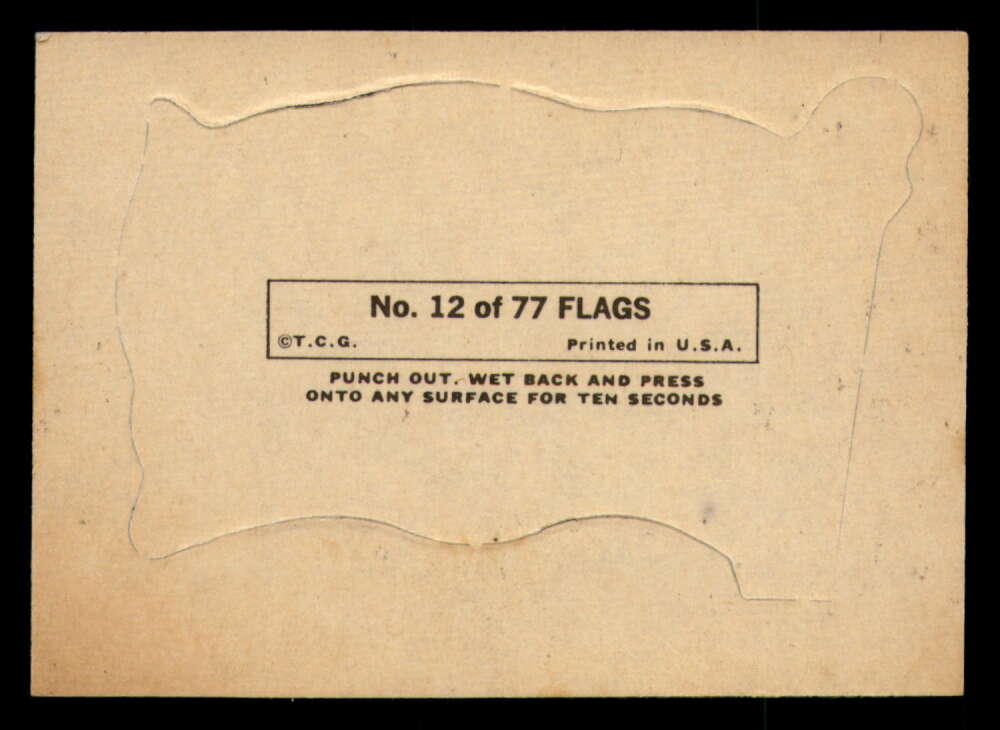 No. 12 of 77 FLAGS
©T.C.G. Printed in U.S.A.
PUNCH OUT. WET BACK AND PRESS
ONTO ANY SURFACE FOR TEN SECONDS